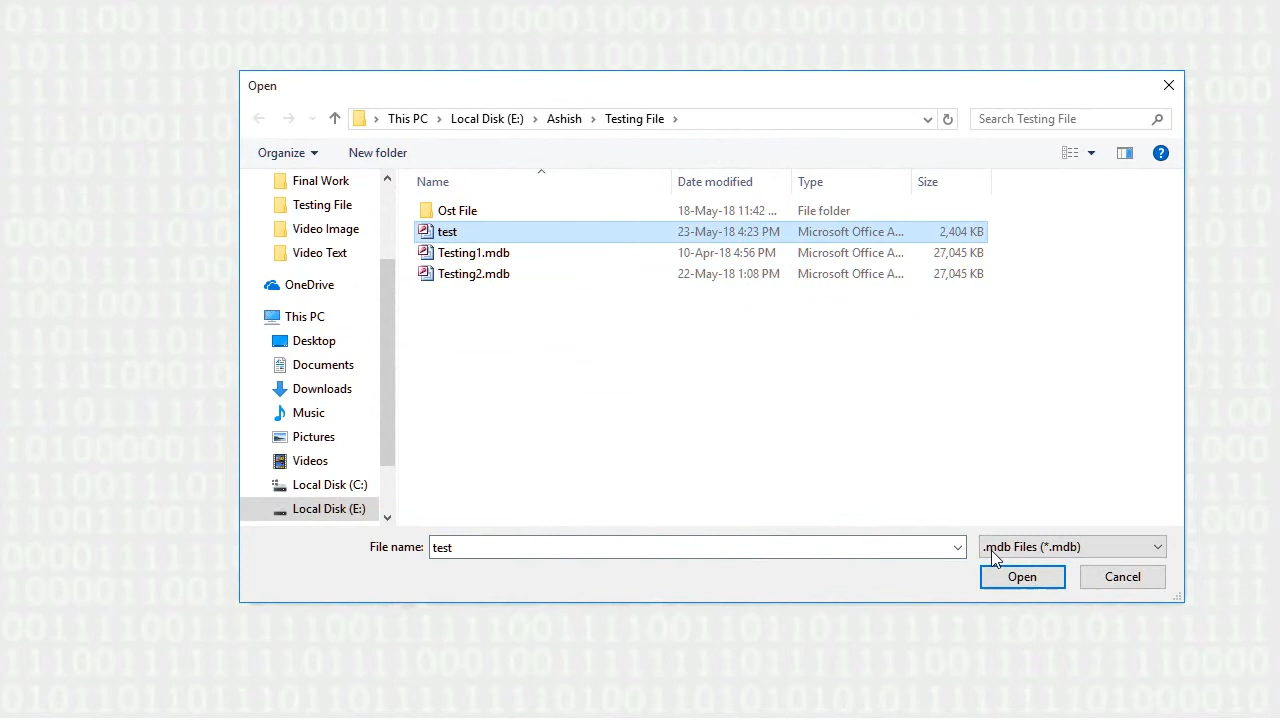 Open
This PC > Local Disk (E:) > Ashish > Testing File >
Search Testing File
Organize
New folder
Name
Date modified
Type
Size
Final Work
Testing File
Video Image
Video Text
OneDrive
This PC
Desktop
Documents
Downloads
Music
Pictures
Videos
Local Disk (C:)
Local Disk (E:)
Ost File 18-May-18 11:42 ... File folder
test 23-May-18 4:23 PM Microsoft Office A... 2,404 KB
Testing1.mdb 10-Apr-18 4:56 PM Microsoft Office A... 27,045 KB
Testing2.mdb 22-May-18 1:08 PM Microsoft Office A... 27,045 KB
File name: test
.mdb Files (*.mdb)
Open
Cancel